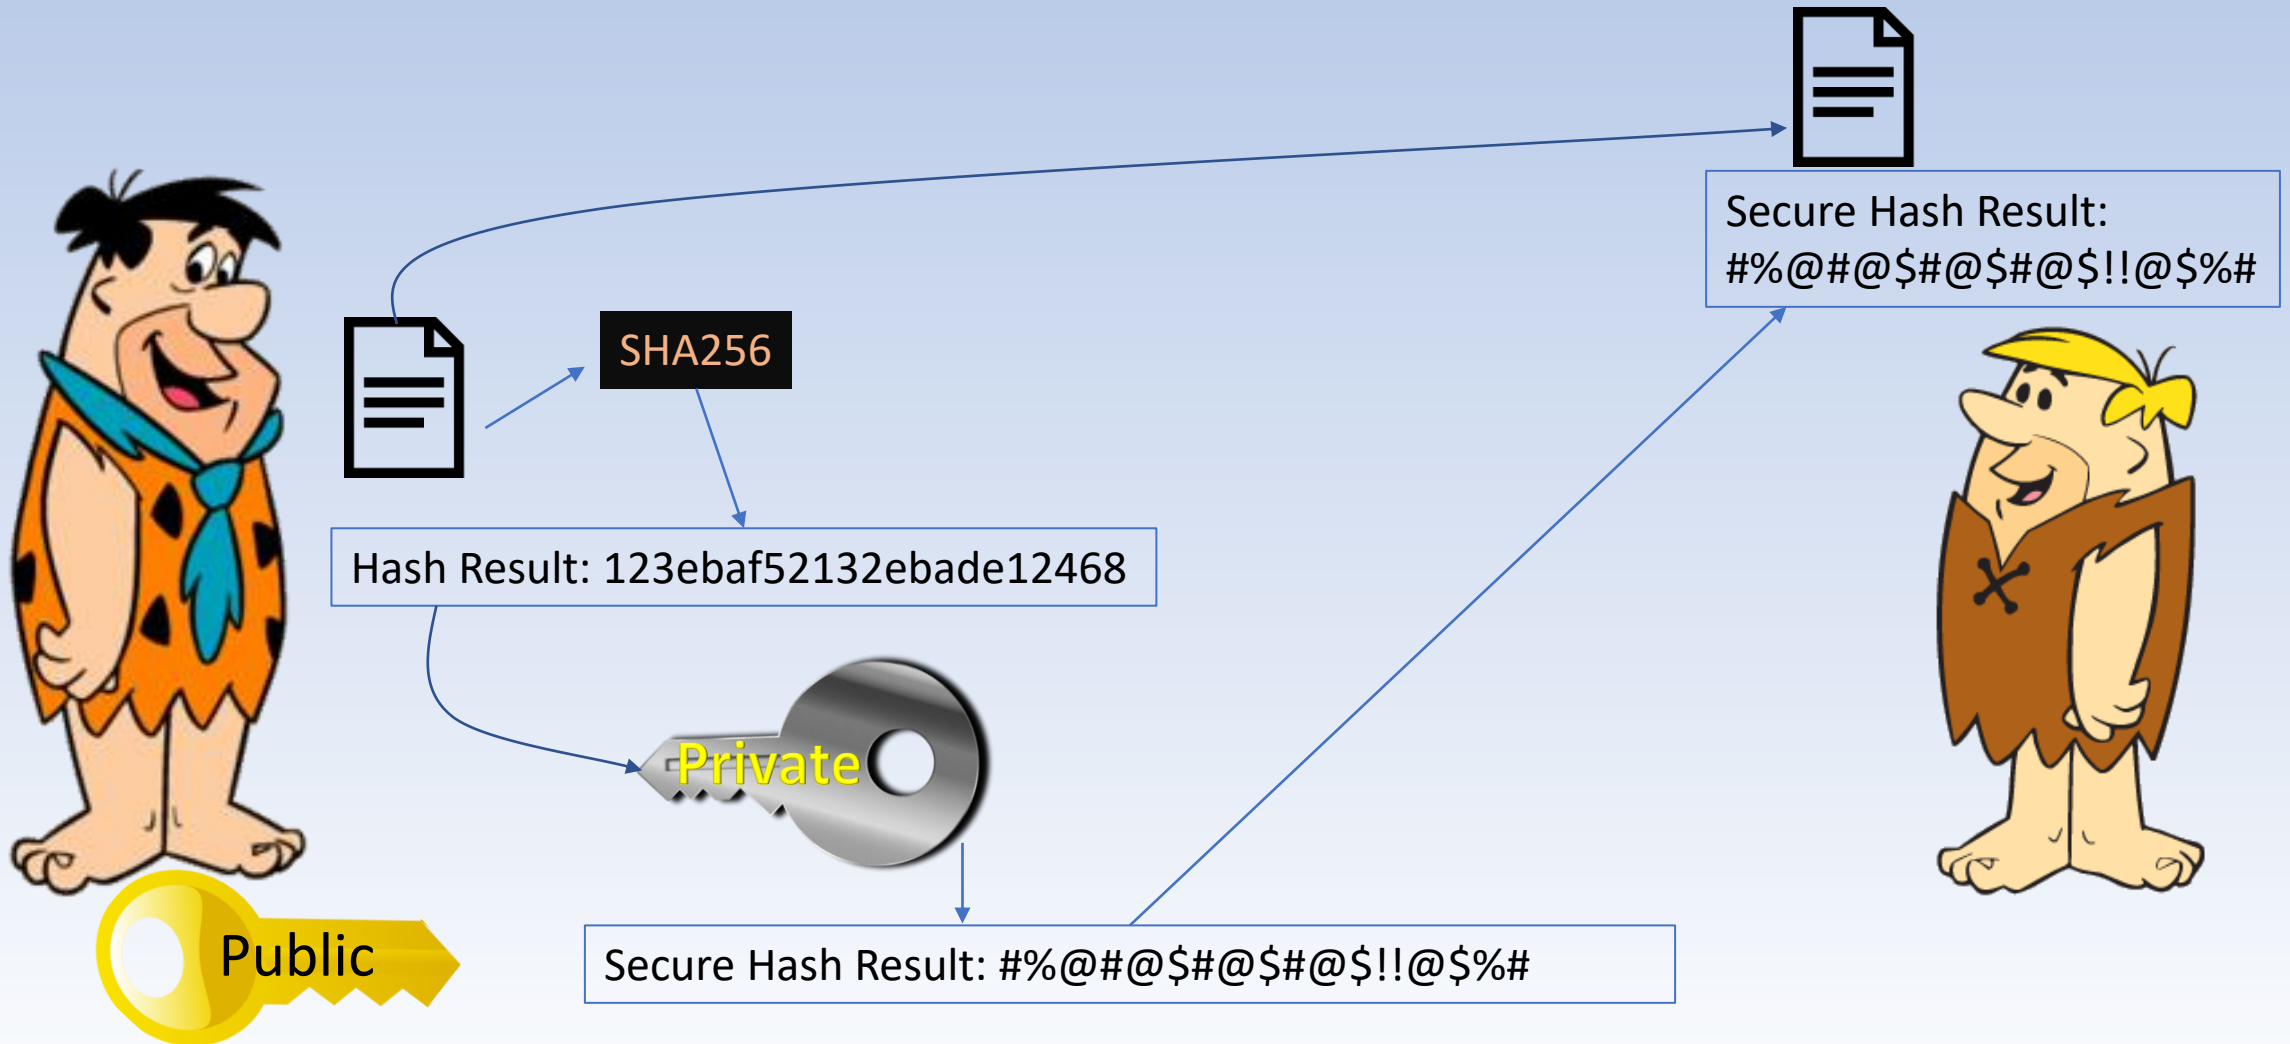 Secure Hash Result:
#%@#@$#@$#@$!!@$%#
SHA256
Hash Result: 123ebaf52132ebade12468
Private
Public
Secure Hash Result: #%@#@$#@$#@$!!@$%#